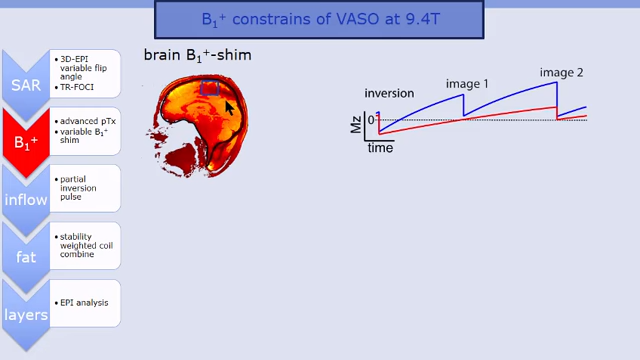 B₁⁺ constrains of VASO at 9.4T
SAR
• 3D-EPI
variable flip
angle
• TR-FOCI
B₁⁺
• advanced pTx
• variable B₁⁺
shim
inflow
• partial
inversion
pulse
fat
• stability
weighted coil
combine
layers
• EPI analysis
brain B₁⁺-shim
inversion
image 1
image 2
Mz
0
time